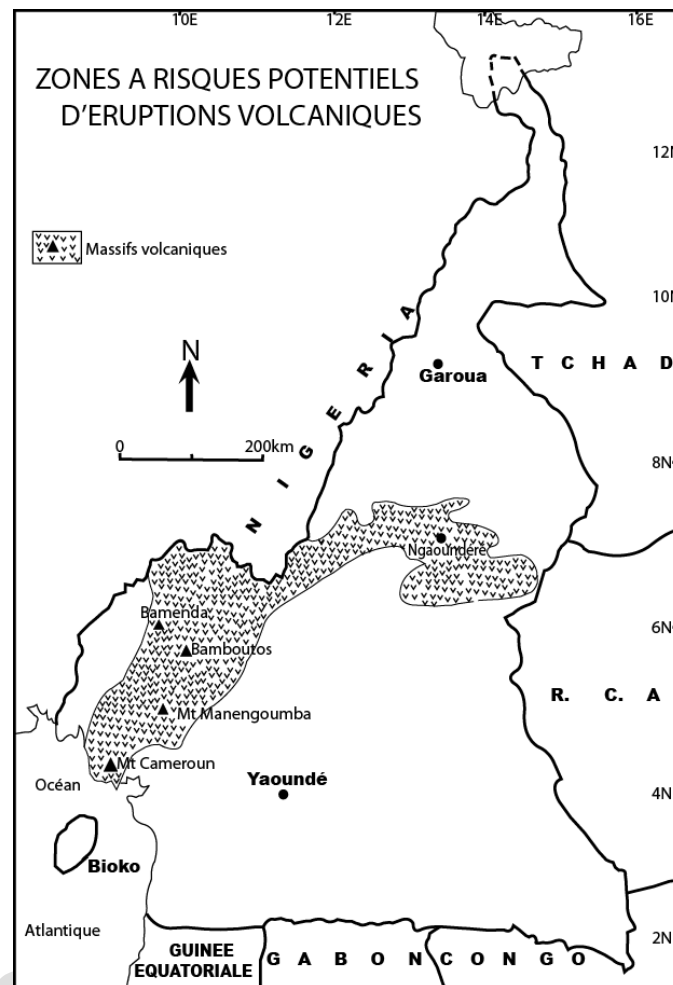 10E 12E 14E 16E
ZONES A RISQUES POTENTIELS
D'ERUPTIONS VOLCANIQUES
12N
Massifs volcaniques
10N
N
NIGERIA
TCHAD
Garoua
0 200km
8N
Ngaoundéré
Bamenda
6N
Bamboutos
R. C. A
Mt Manengoumba
Mt Cameroun
Océan
Yaoundé
4N
Bioko
Atlantique
2N
GUINEE
EQUATORIALE
GABON
CONGO